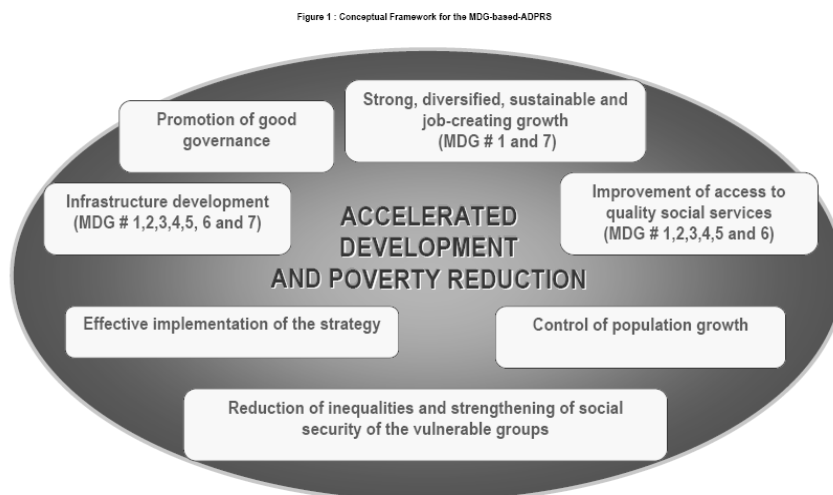 Figure 1 : Conceptual Framework for the MDG-based-ADPRS
Strong, diversified, sustainable and
job-creating growth
(MDG # 1 and 7)
Promotion of good
governance
Infrastructure development
(MDG # 1,2,3,4,5, 6 and 7)
Improvement of access to
quality social services
(MDG # 1,2,3,4,5 and 6)
ACCELERATED
DEVELOPMENT
AND POVERTY REDUCTION
Effective implementation of the strategy
Control of population growth
Reduction of inequalities and strengthening of social
security of the vulnerable groups